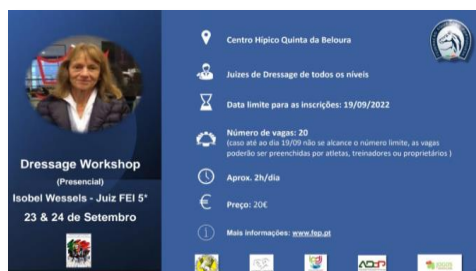 Dressage Workshop
(Presencial)
Isobel Wessels - Juiz FEI 5*
23 & 24 de Setembro
Centro Hípico Quinta da Beloura
Juizes de Dressage de todos os níveis
Data limite para as inscrições: 19/09/2022
Número de vagas: 20
(caso até ao dia 19/09 não se alcance o número limite, as vagas
poderão ser preenchidas por atletas, treinadores ou proprietários )
Aprox. 2h/dia
Preço: 20€
Mais informações: www.fep.pt